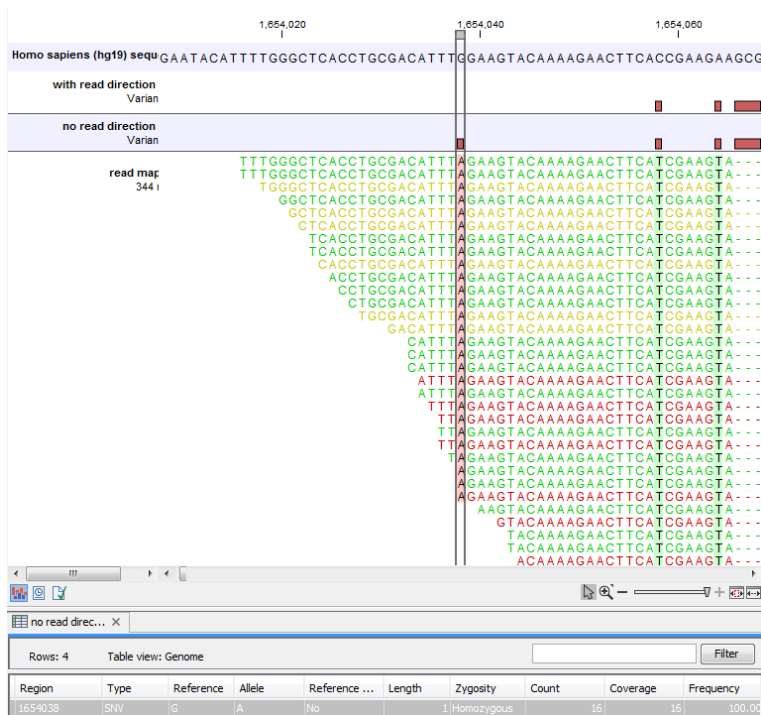 1,654,020 1,654,040 1,654,060
Homo sapiens (hg19) sequ GAATACATTTTGGGCTCACCTGCGACATTTGGAAGTACAAAAGAACTTCACCGAAGAAGCG
with read direction
Varian
no read direction
Varian
TTTGGGCTCACCTGCGACATTTAGAAGTACAAAAGAACTTCATCGAAGTA---
read map TTTGGGCTCACCTGCGACATTTAGAAGTACAAAAGAACTTCATCGAAGTA---
344 r TGGGCTCACCTGCGACATTTAGAAGTACAAAAGAACTTCATCGAAGTA---
GGCTCACCTGCGACATTTAGAAGTACAAAAGAACTTCATCGAAGTA---
GCTCACCTGCGACATTTAGAAGTACAAAAGAACTTCATCGAAGTA---
CTCACCTGCGACATTTAGAAGTACAAAAGAACTTCATCGAAGTA---
TCACCTGCGACATTTAGAAGTACAAAAGAACTTCATCGAAGTA---
TCACCTGCGACATTTAGAAGTACAAAAGAACTTCATCGAAGTA---
CACCTGCGACATTTAGAAGTACAAAAGAACTTCATCGAAGTA---
ACCTGCGACATTTAGAAGTACAAAAGAACTTCATCGAAGTA---
CCTGCGACATTTAGAAGTACAAAAGAACTTCATCGAAGTA---
CTGCGACATTTAGAAGTACAAAAGAACTTCATCGAAGTA---
TGCGACATTTAGAAGTACAAAAGAACTTCATCGAAGTA---
GACATTTAGAAGTACAAAAGAACTTCATCGAAGTA---
CATTTAGAAGTACAAAAGAACTTCATCGAAGTA---
CATTTAGAAGTACAAAAGAACTTCATCGAAGTA---
CATTTAGAAGTACAAAAGAACTTCATCGAAGTA---
ATTTAGAAGTACAAAAGAACTTCATCGAAGTA---
ATTTAGAAGTACAAAAGAACTTCATCGAAGTA---
TTTAGAAGTACAAAAGAACTTCATCGAAGTA---
TTAGAAGTACAAAAGAACTTCATCGAAGTA---
TTAGAAGTACAAAAGAACTTCATCGAAGTA---
TTAGAAGTACAAAAGAACTTCATCGAAGTA---
TAGAAGTACAAAAGAACTTCATCGAAGTA---
AGAAGTACAAAAGAACTTCATCGAAGTA---
AGAAGTACAAAAGAACTTCATCGAAGTA---
AGAAGTACAAAAGAACTTCATCGAAGTA---
AAGTACAAAAGAACTTCATCGAAGTA---
GTACAAAAGAACTTCATCGAAGTA---
TACAAAAGAACTTCATCGAAGTA---
TACAAAAGAACTTCATCGAAGTA---
ACAAAAGAACTTCATCGAAGTA---
no read direc...
Rows: 4 Table view: Genome Filter
Region Type Reference Allele Reference ... Length Zygosity Count Coverage Frequency
1654038 SNV G A No 1 Homozygous 16 16 100.00